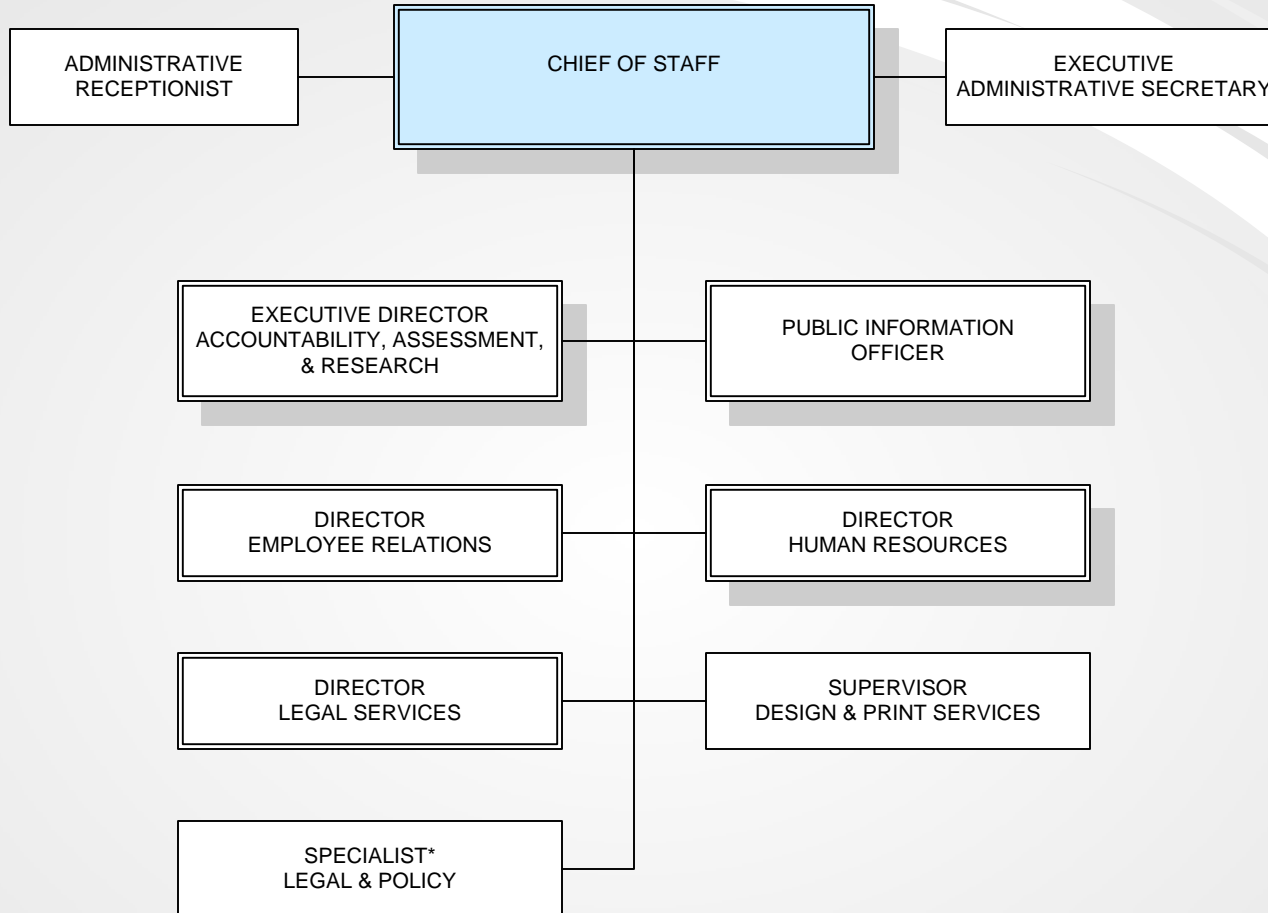 ADMINISTRATIVE
RECEPTIONIST
CHIEF OF STAFF
EXECUTIVE
ADMINISTRATIVE SECRETARY
EXECUTIVE DIRECTOR
ACCOUNTABILITY, ASSESSMENT,
& RESEARCH
PUBLIC INFORMATION
OFFICER
DIRECTOR
EMPLOYEE RELATIONS
DIRECTOR
HUMAN RESOURCES
DIRECTOR
LEGAL SERVICES
SUPERVISOR
DESIGN & PRINT SERVICES
SPECIALIST*
LEGAL & POLICY